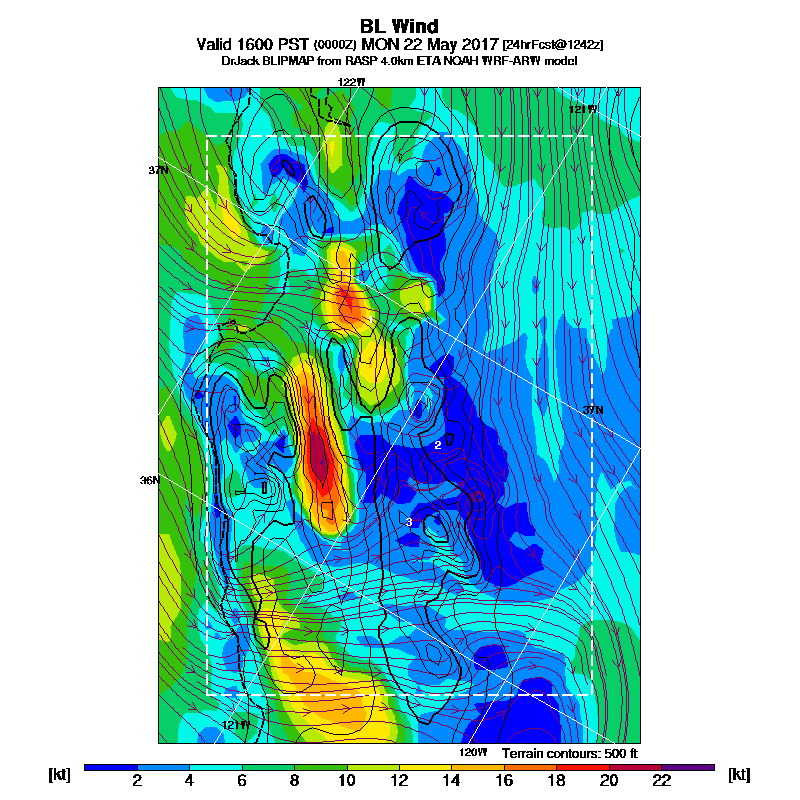 BL Wind
Valid 1600 PST (0000Z) MON 22 May 2017 [24hrFcst@1242z]
DrJack BLIPMAP from RASP 4.0km ETA NOAH WRF-ARW model
122W
121W
37N
37N
2
36N
3
121W
120W Terrain contours: 500 ft
[kt] 2 4 6 8 10 12 14 16 18 20 22 [kt]